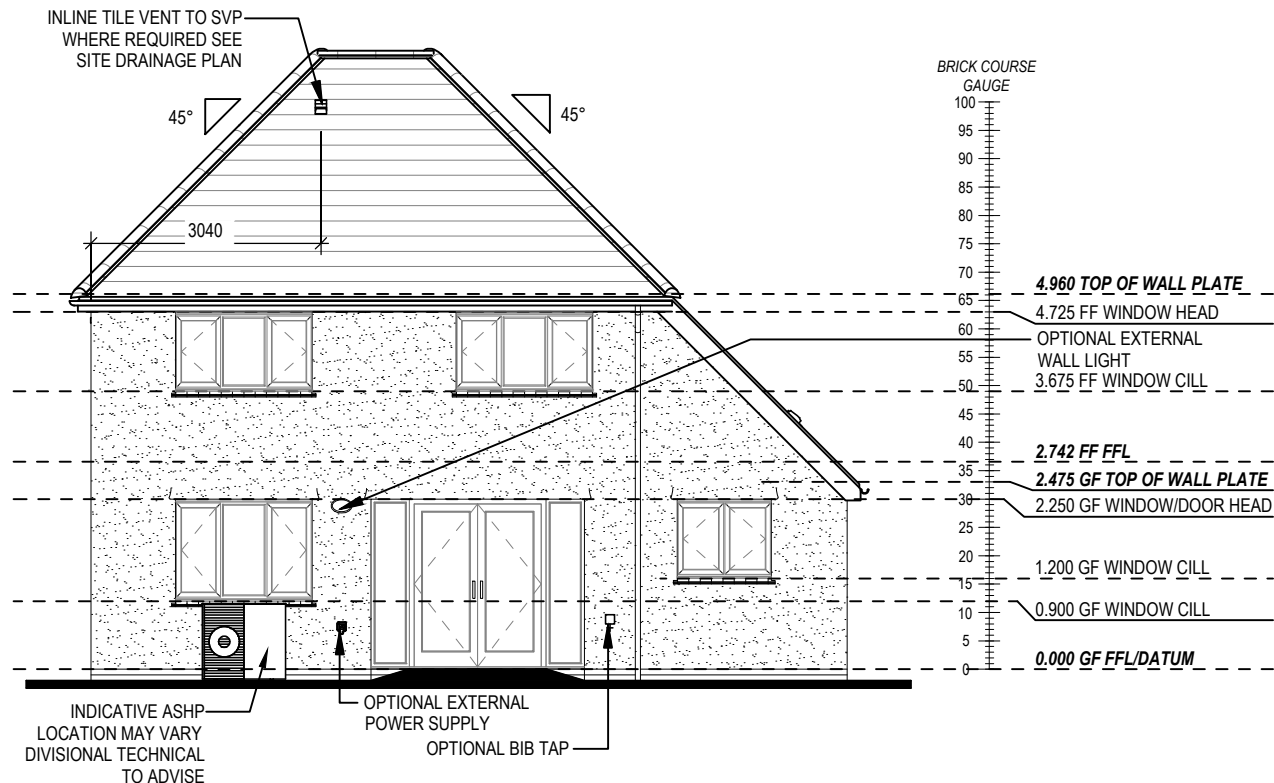 INLINE TILE VENT TO SVP
WHERE REQUIRED SEE
SITE DRAINAGE PLAN
45°
45°
3040
BRICK COURSE
GAUGE
100
95
90
85
80
75
70
65
60
55
50
45
40
35
30
25
20
15
10
5
0
4.960 TOP OF WALL PLATE
4.725 FF WINDOW HEAD
OPTIONAL EXTERNAL
WALL LIGHT
3.675 FF WINDOW CILL
2.742 FF FFL
2.475 GF TOP OF WALL PLATE
2.250 GF WINDOW/DOOR HEAD
1.200 GF WINDOW CILL
0.900 GF WINDOW CILL
0.000 GF FFL/DATUM
INDICATIVE ASHP
LOCATION MAY VARY
DIVISIONAL TECHNICAL
TO ADVISE
OPTIONAL EXTERNAL
POWER SUPPLY
OPTIONAL BIB TAP